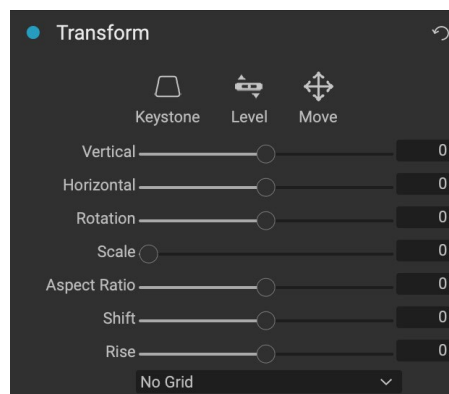 Transform
Keystone Level Move
Vertical 0
Horizontal 0
Rotation 0
Scale 0
Aspect Ratio 0
Shift 0
Rise 0
No Grid